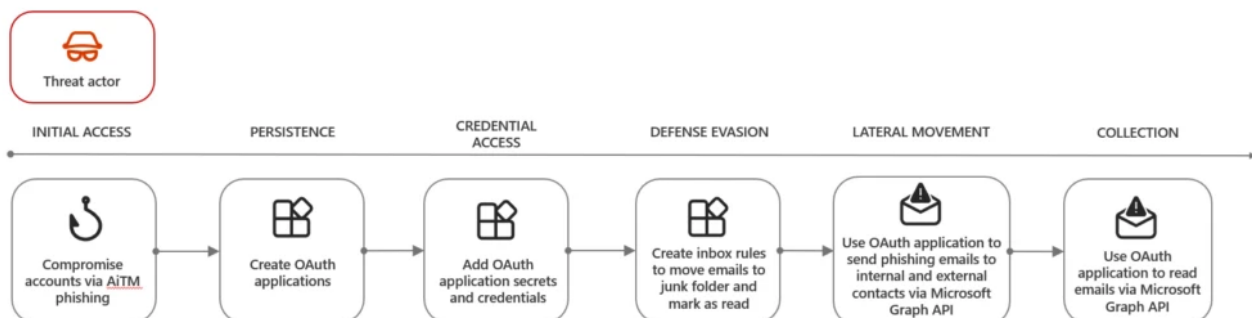 Threat actor
INITIAL ACCESS
PERSISTENCE
CREDENTIAL
ACCESS
DEFENSE EVASION
LATERAL MOVEMENT
COLLECTION
Compromise
accounts via AiTM
phishing
Create OAuth
applications
Add OAuth
application secrets
and credentials
Create inbox rules
to move emails to
junk folder and
mark as read
Use OAuth application to
send phishing emails to
internal and external
contacts via Microsoft
Graph API
Use OAuth
application to read
emails via Microsoft
Graph API